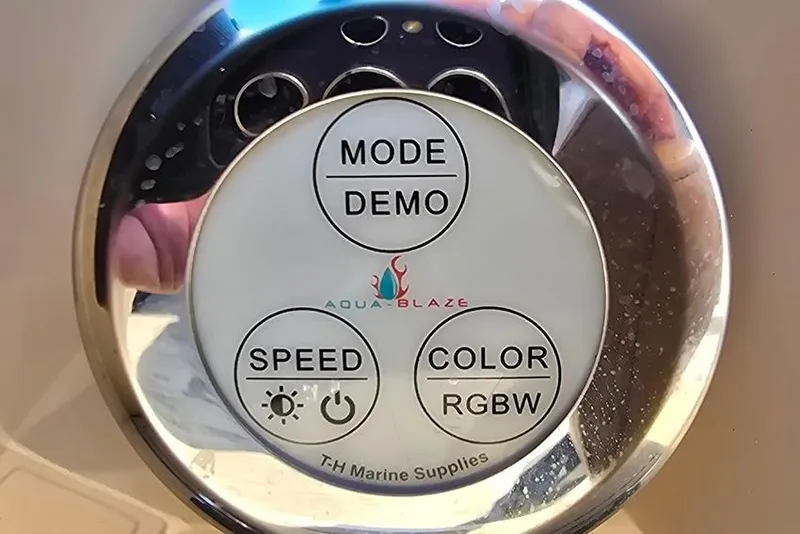 MODE
DEMO
AQUA-BLAZE
SPEED
COLOR
RGBW
T-H Marine Supplies